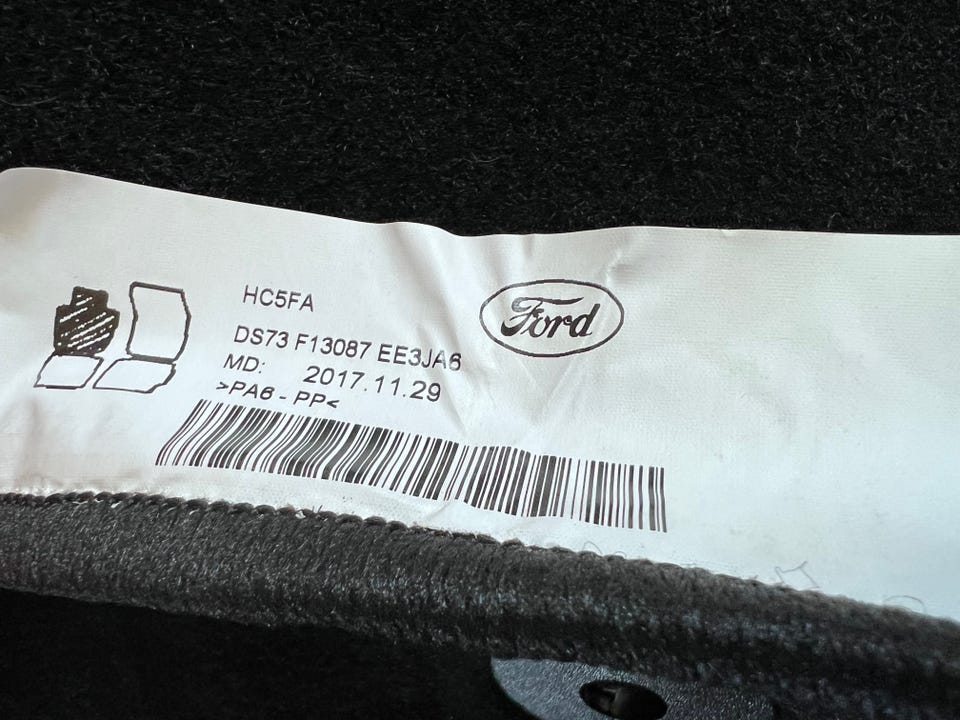 HC5FA
Ford
DS73 F13087 EE3JA6
MD: 2017.11.29
>PA6 - PP<